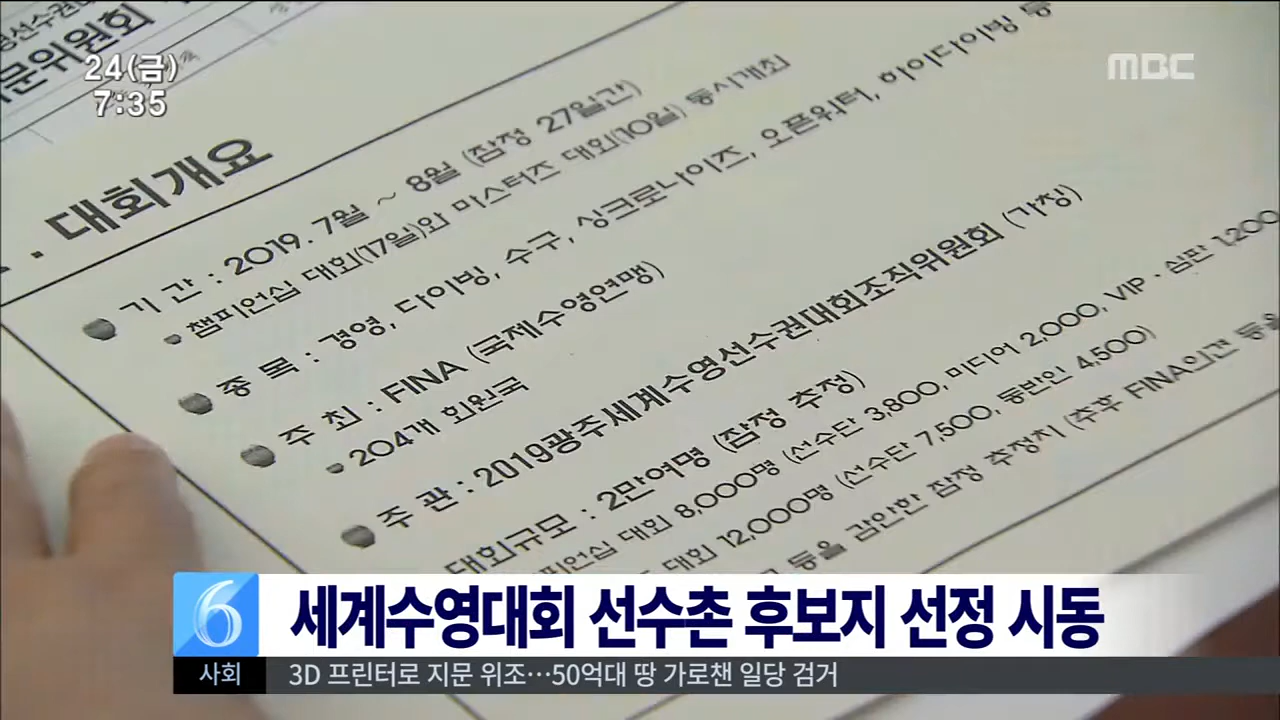 24(금)
7:35
MBC
대회개요
기 간 : 2019. 7월 ~ 8월 (잠정 27일간)
챔피언십 대회(17일)와 마스터즈 대회(10일) 동시개최
종 목 : 경영, 다이빙, 수구, 싱크로나이즈, 오픈워터, 하이다이빙 등
주 최 : FINA (국제수영연맹)
204개 회원국
주 관 : 2019광주세계수영선수권대회조직위원회 (가칭)
대회규모 : 2만여명 (잠정 추정)
피언십 대회 8,000명 (선수단 3,800, 미디어 2,000, VIP·심판 1,200
대회 12,000명 (선수단 7,500, 동반인 4,500)
등을 감안한 잠정 추정치 (추후 FINA의견 등을
6 세계수영대회 선수촌 후보지 선정 시동
사회 3D 프린터로 지문 위조…50억대 땅 가로챈 일당 검거